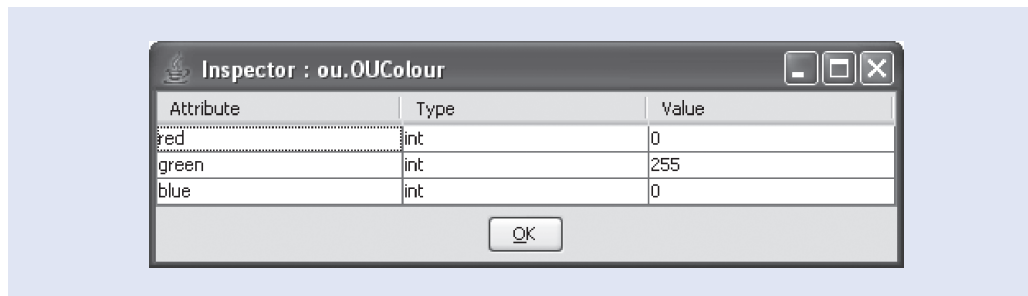 Inspector : ou.OUColour
Attribute Type Value
red int 0
green int 255
blue int 0
OK